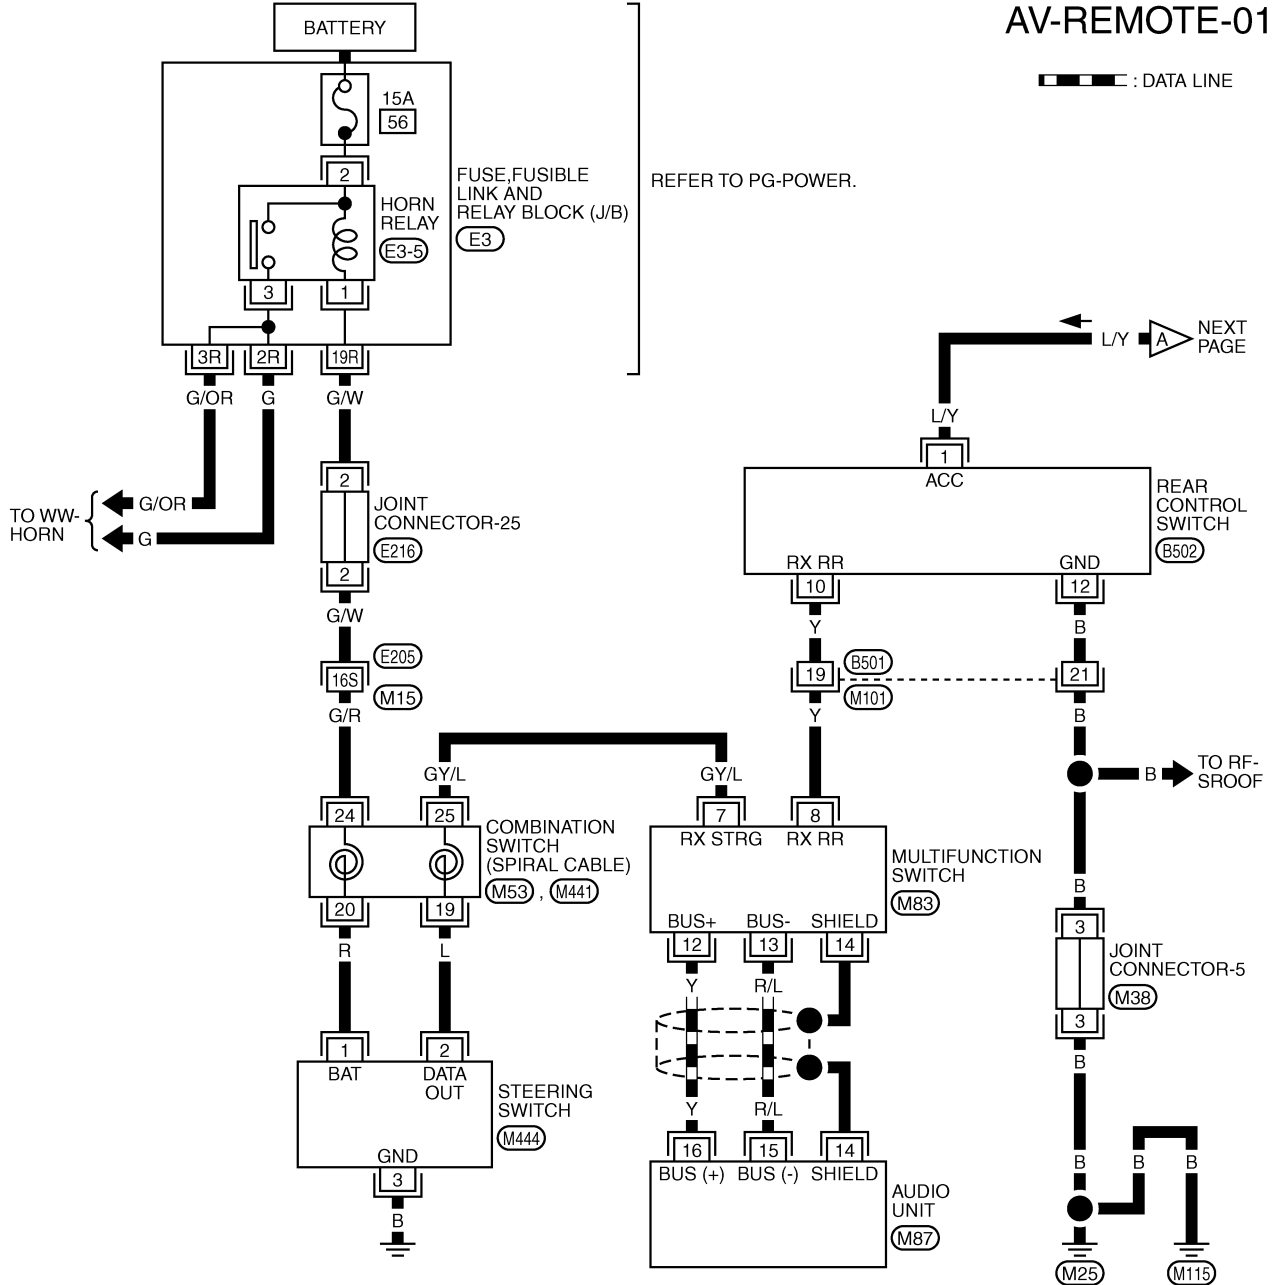 AV-REMOTE-01
: DATA LINE
BATTERY
15A
56
2
HORN
RELAY
E3-5
FUSE,FUSIBLE
LINK AND
RELAY BLOCK (J/B)
E3
REFER TO PG-POWER.
3
1
3R
2R
19R
G/OR
G
G/W
G/OR
G
TO WW-
HORN
2
JOINT
CONNECTOR-25
E216
2
G/W
E205
16S
M15
G/R
NEXT
PAGE
A
L/Y
L/Y
1
ACC
REAR
CONTROL
SWITCH
B502
RX RR
GND
10
12
Y
B
19
B501
M101
21
Y
B
TO RF-
SROOF
B
GY/L
GY/L
24
25
COMBINATION
SWITCH
(SPIRAL CABLE)
M53 , M441
20
19
R
L
1
2
BAT
DATA
OUT
STEERING
SWITCH
M444
GND
3
B
7
8
RX STRG
RX RR
MULTIFUNCTION
SWITCH
M83
BUS+
BUS-
SHIELD
12
13
14
Y
R/L
Y
R/L
16
15
14
BUS (+)
BUS (-)
SHIELD
AUDIO
UNIT
M87
B
3
JOINT
CONNECTOR-5
M38
3
B
B
B
B
M25
M115